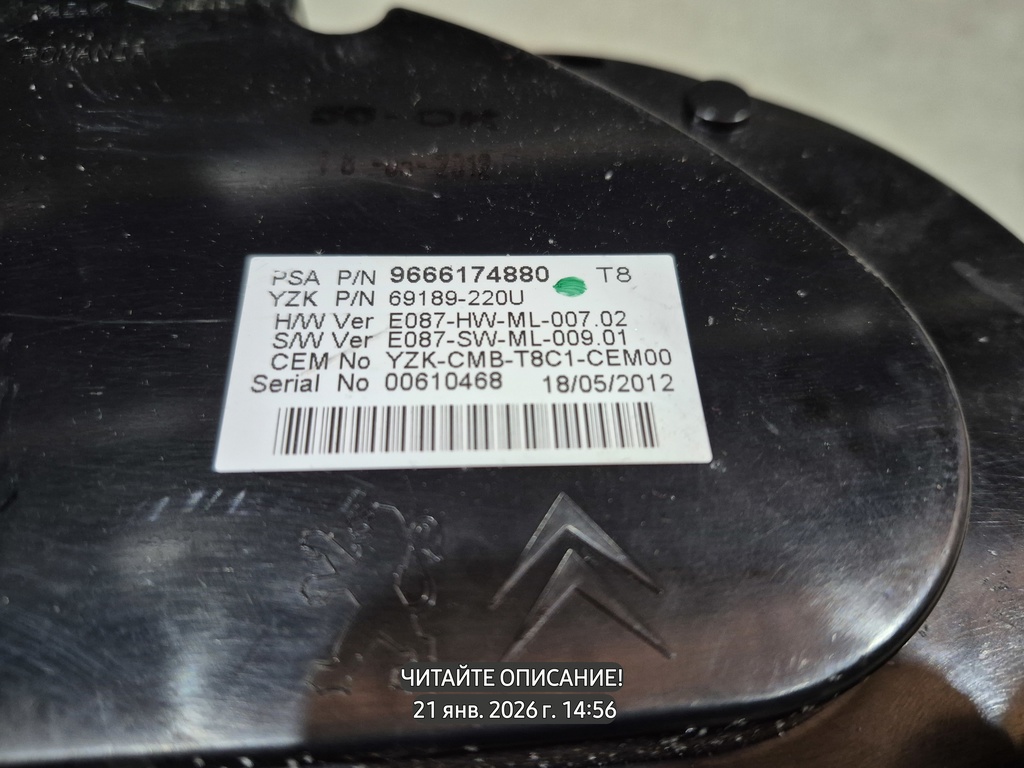 ROMANIA
PSA P/N 9666174880 T8
YZK P/N 69189-220U
H/W Ver E087-HW-ML-007.02
S/W Ver E087-SW-ML-009.01
CEM No YZK-CMB-T8C1-CEM00
Serial No 00610468 18/05/2012
ЧИТАЙТЕ ОПИСАНИЕ!
21 янв. 2026 г. 14:56